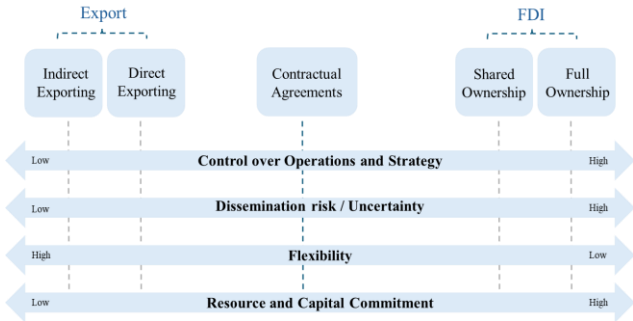 Export
FDI
Indirect
Exporting
Direct
Exporting
Contractual
Agreements
Shared
Ownership
Full
Ownership
Low Control over Operations and Strategy High
Low Dissemination risk / Uncertainty High
High Flexibility Low
Low Resource and Capital Commitment High